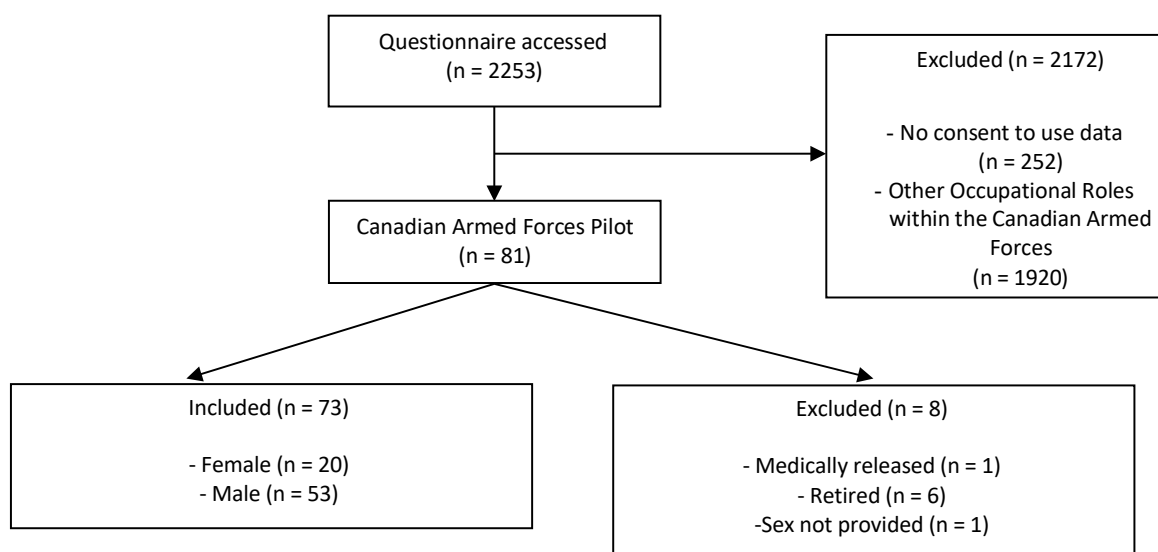 Questionnaire accessed
(n = 2253)
Excluded (n = 2172)
- No consent to use data
(n = 252)
- Other Occupational Roles
within the Canadian Armed
Forces
(n = 1920)
Canadian Armed Forces Pilot
(n = 81)
Included (n = 73)
- Female (n = 20)
- Male (n = 53)
Excluded (n = 8)
- Medically released (n = 1)
- Retired (n = 6)
-Sex not provided (n = 1)